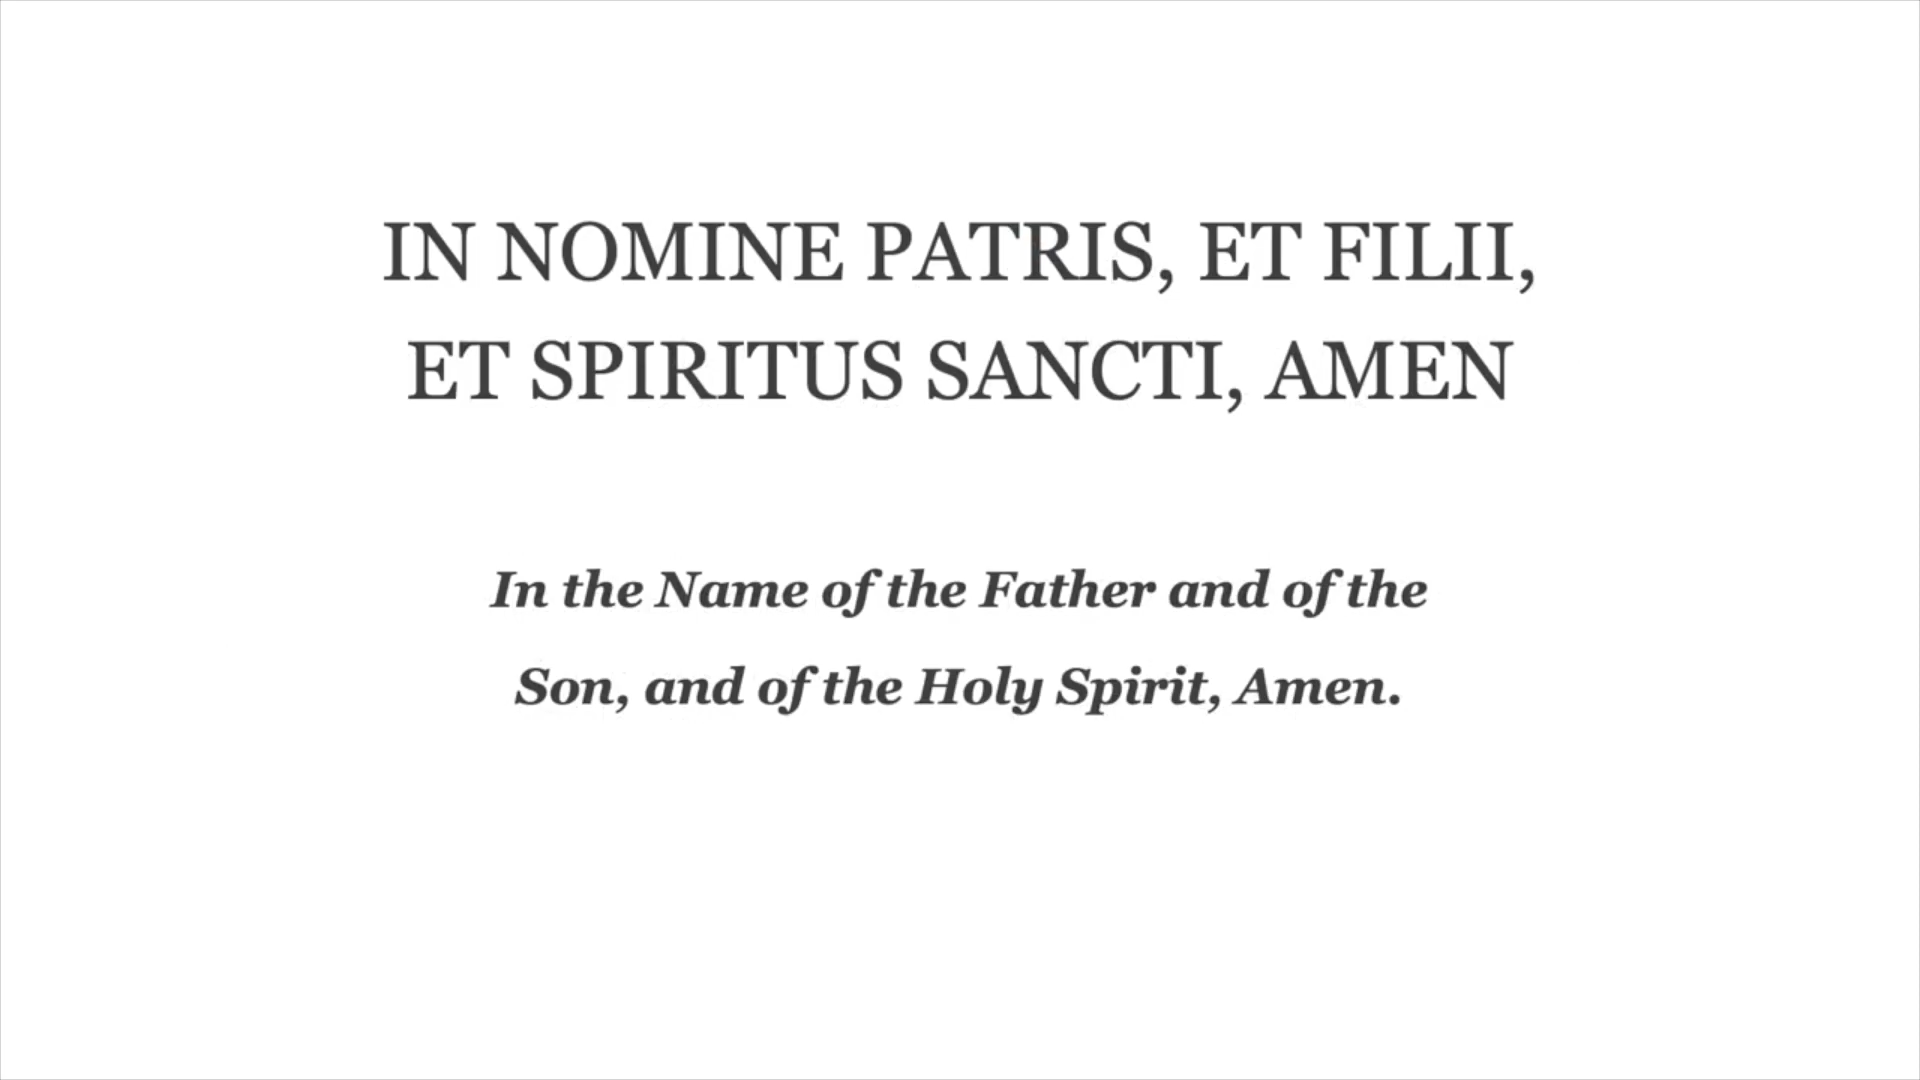 IN NOMINE PATRIS, ET FILII,
ET SPIRITUS SANCTI, AMEN
In the Name of the Father and of the
Son, and of the Holy Spirit, Amen.